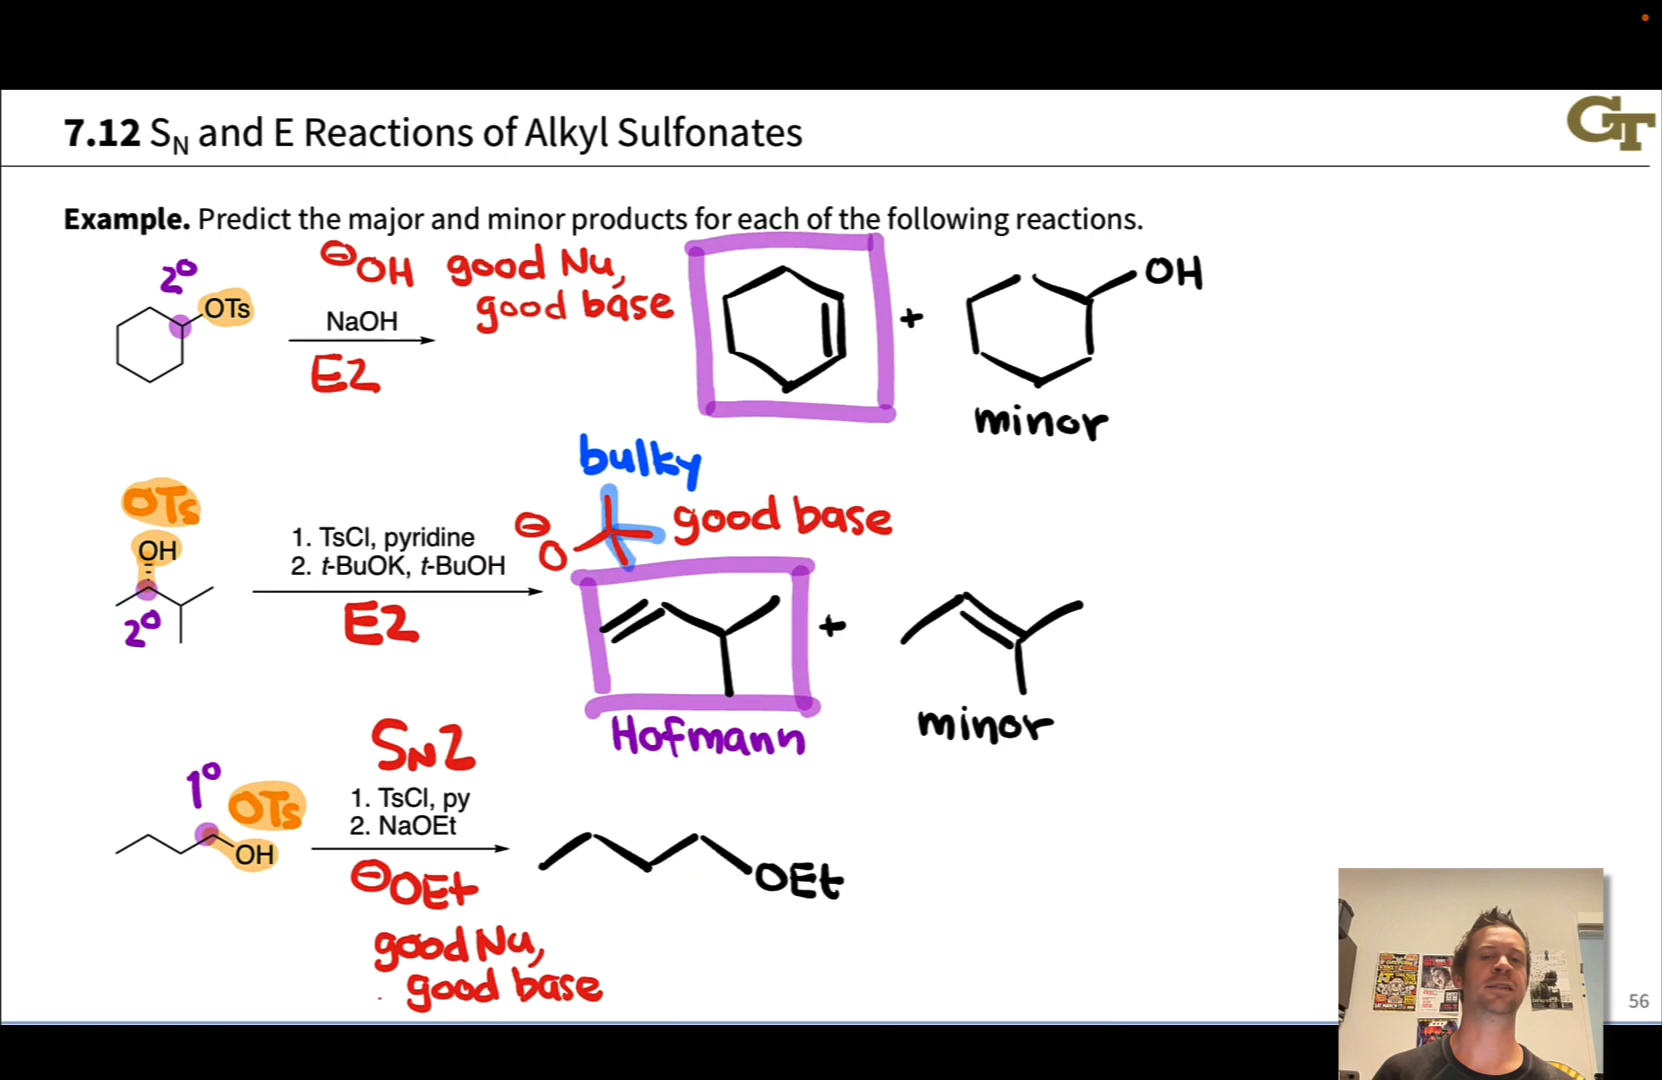 7.12 SN and E Reactions of Alkyl Sulfonates
GT
Example. Predict the major and minor products for each of the following reactions.
2° OTs
⊖OH good Nu,
good base
NaOH
E2
+
OH
minor
bulky
OTs
OH
2°
1. TsCl, pyridine
2. t-BuOK, t-BuOH
E2
⊖O good base
+
Hofmann
minor
SN2
1° OTs
OH
1. TsCl, py
2. NaOEt
⊖OEt
good Nu,
good base
OEt
56